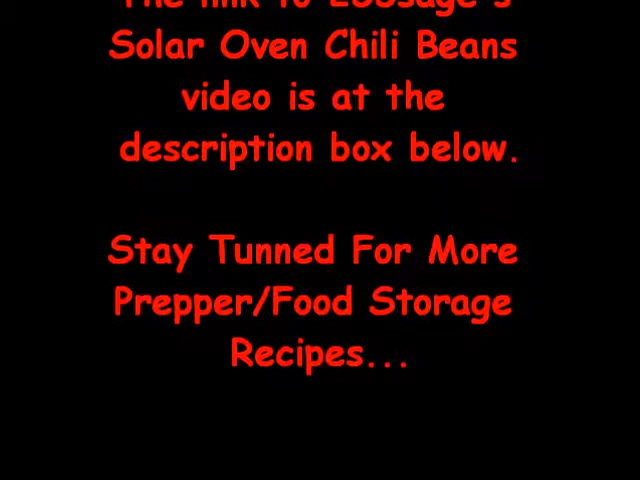 The link to
Solar Oven Chili Beans
video is at the
description box below.
Stay Tunned For More
Prepper/Food Storage
Recipes...